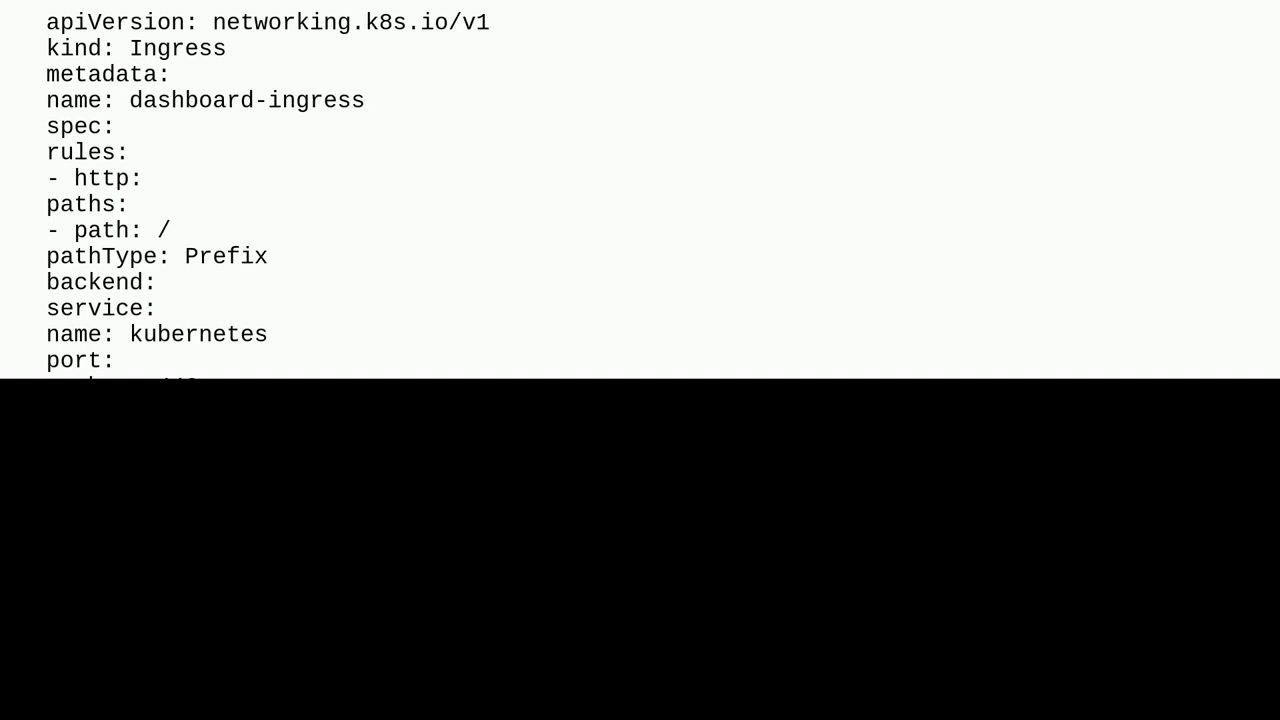 apiVersion: networking.k8s.io/v1
kind: Ingress
metadata:
name: dashboard-ingress
spec:
rules:
- http:
paths:
- path: /
pathType: Prefix
backend:
service:
name: kubernetes
port: